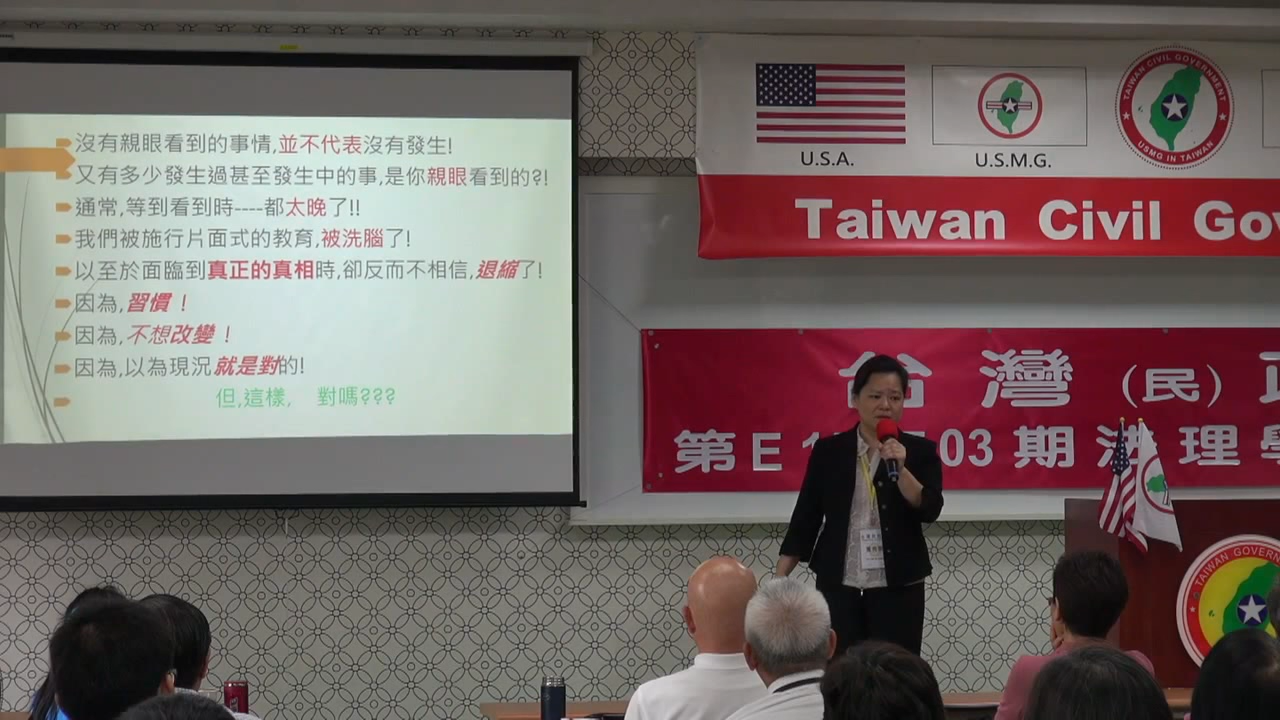 沒有親眼看到的事情,並不代表沒有發生!
又有多少發生過甚至發生中的事,是你親眼看到的?!
通常,等到看到時----都太晚了!!
我們被施行片面式的教育,被洗腦了!
以至於面臨到真正的真相時,卻反而不相信,退縮了!
因為,習慣!
因為,不想改變!
因為,以為現況就是對的!
但,這樣, 對嗎???
U.S.A.
U.S.M.G.
TAIWAN CIVIL GOVERNMENT
USMG IN TAIWAN
Taiwan Civil
台灣(民)
第E
03期法理
TAIWAN